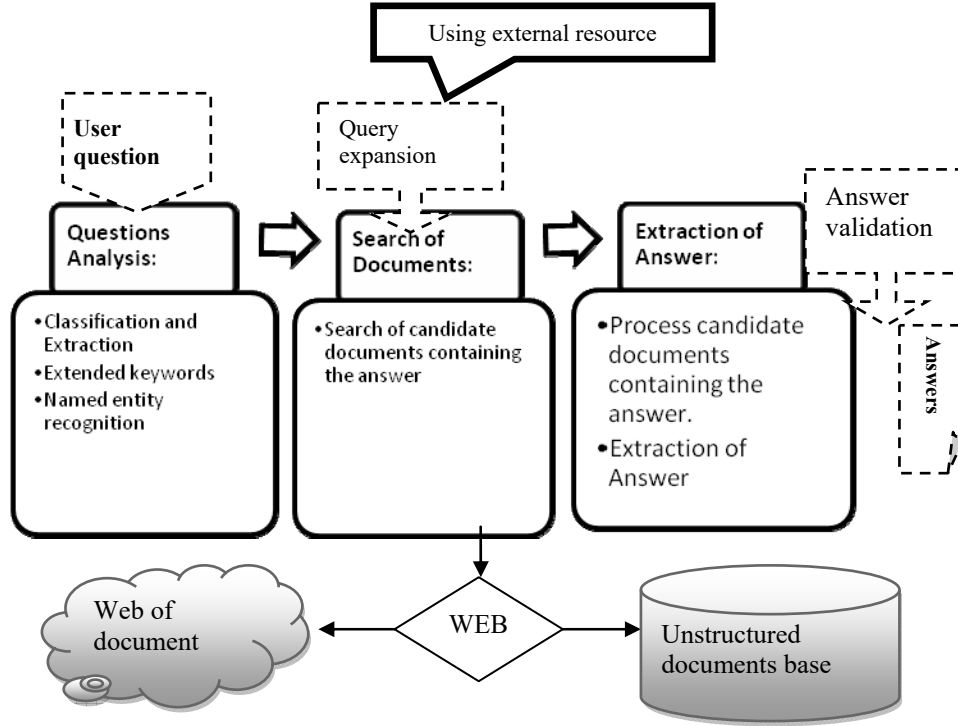 Using external resource
User
question
Query
expansion
Answer
validation
Questions
Analysis:
Search of
Documents:
Extraction of
Answer:
•Classification and
Extraction
•Extended keywords
•Named entity
recognition
•Search of candidate
documents containing
the answer
•Process candidate
documents
containing the
answer.
•Extraction of
Answer
Answers
Web of
document
WEB
Unstructured
documents base